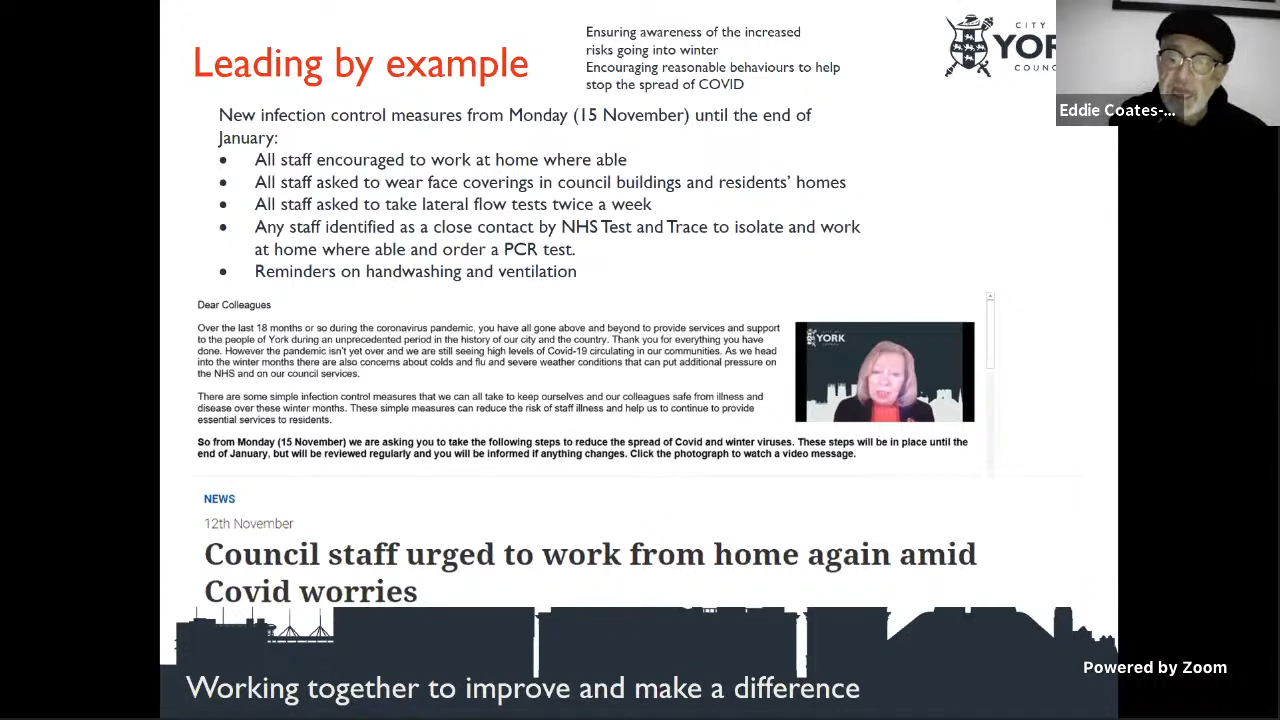 Leading by example
Ensuring awareness of the increased
risks going into winter
Encouraging reasonable behaviours to help
stop the spread of COVID
CITY
YOR
COUNC
Eddie Coates-...
New infection control measures from Monday (15 November) until the end of
January:
• All staff encouraged to work at home where able
• All staff asked to wear face coverings in council buildings and residents' homes
• All staff asked to take lateral flow tests twice a week
• Any staff identified as a close contact by NHS Test and Trace to isolate and work
at home where able and order a PCR test.
• Reminders on handwashing and ventilation
Dear Colleagues
Over the last 18 months or so during the coronavirus pandemic, you have all gone above and beyond to provide services and support
to the people of York during an unprecedented period in the history of our city and the country. Thank you for everything you have
done. However the pandemic isn't yet over and we are still seeing high levels of Covid-19 circulating in our communities. As we head
into the winter months there are also concerns about colds and flu and severe weather conditions that can put additional pressure on
the NHS and on our council services.
There are some simple infection control measures that we can all take to keep ourselves and our colleagues safe from illness and
disease over these winter months. These simple measures can reduce the risk of staff illness and help us to continue to provide
essential services to residents.
YORK
So from Monday (15 November) we are asking you to take the following steps to reduce the spread of Covid and winter viruses. These steps will be in place until the
end of January, but will be reviewed regularly and you will be informed if anything changes. Click the photograph to watch a video message.
NEWS
12th November
Council staff urged to work from home again amid
Covid worries
Working together to improve and make a difference
Powered by Zoom